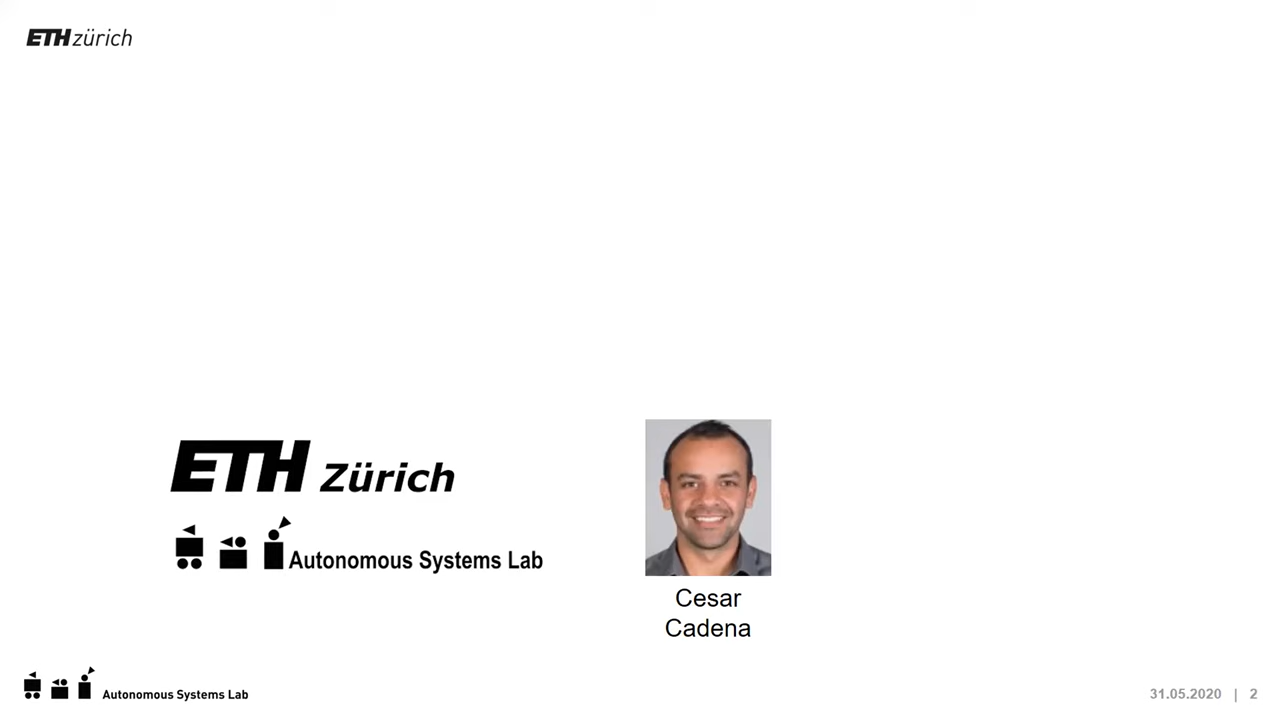 ETH zürich
ETH Zürich
Autonomous Systems Lab
Cesar
Cadena
Autonomous Systems Lab
31.05.2020 | 2